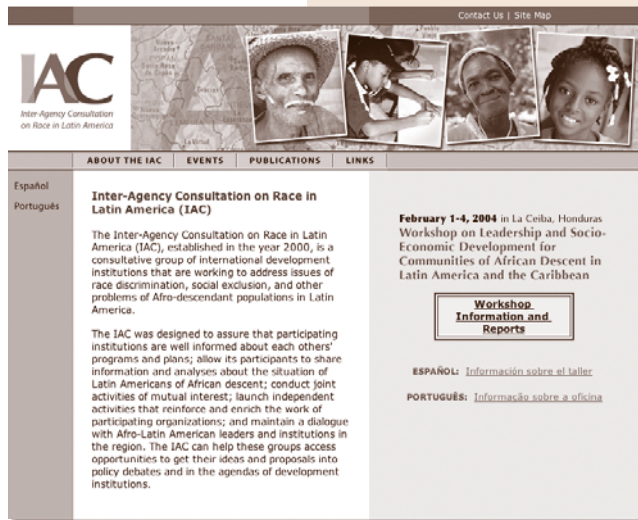 Contact Us | Site Map
IAC
Inter-Agency Consultation
on Race in Latin America
ABOUT THE IAC
EVENTS
PUBLICATIONS
LINKS
Español
Português
Inter-Agency Consultation on Race in
Latin America (IAC)
The Inter-Agency Consultation on Race in Latin
America (IAC), established in the year 2000, is a
consultative group of international development
institutions that are working to address issues of
race discrimination, social exclusion, and other
problems of Afro-descendant populations in Latin
America.
The IAC was designed to assure that participating
institutions are well informed about each others'
programs and plans; allow its participants to share
information and analyses about the situation of
Latin Americans of African descent; conduct joint
activities of mutual interest; launch independent
activities that reinforce and enrich the work of
participating organizations; and maintain a dialogue
with Afro-Latin American leaders and institutions in
the region. The IAC can help these groups access
opportunities to get their ideas and proposals into
policy debates and in the agendas of development
institutions.
February 1-4, 2004 in La Ceiba, Honduras
Workshop on Leadership and Socio-
Economic Development for
Communities of African Descent in
Latin America and the Caribbean
Workshop
Information and
Reports
ESPAÑOL: Información sobre el taller
PORTUGUÊS: Informação sobre a oficina